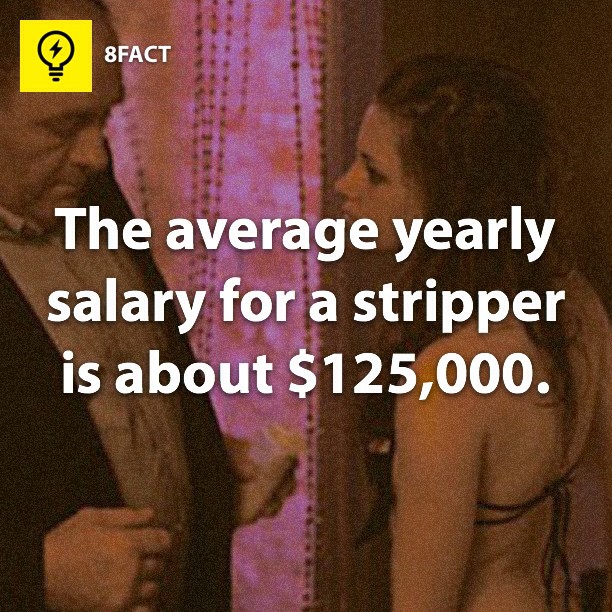 8FACT
The average yearly
salary for a stripper
is about $125,000.